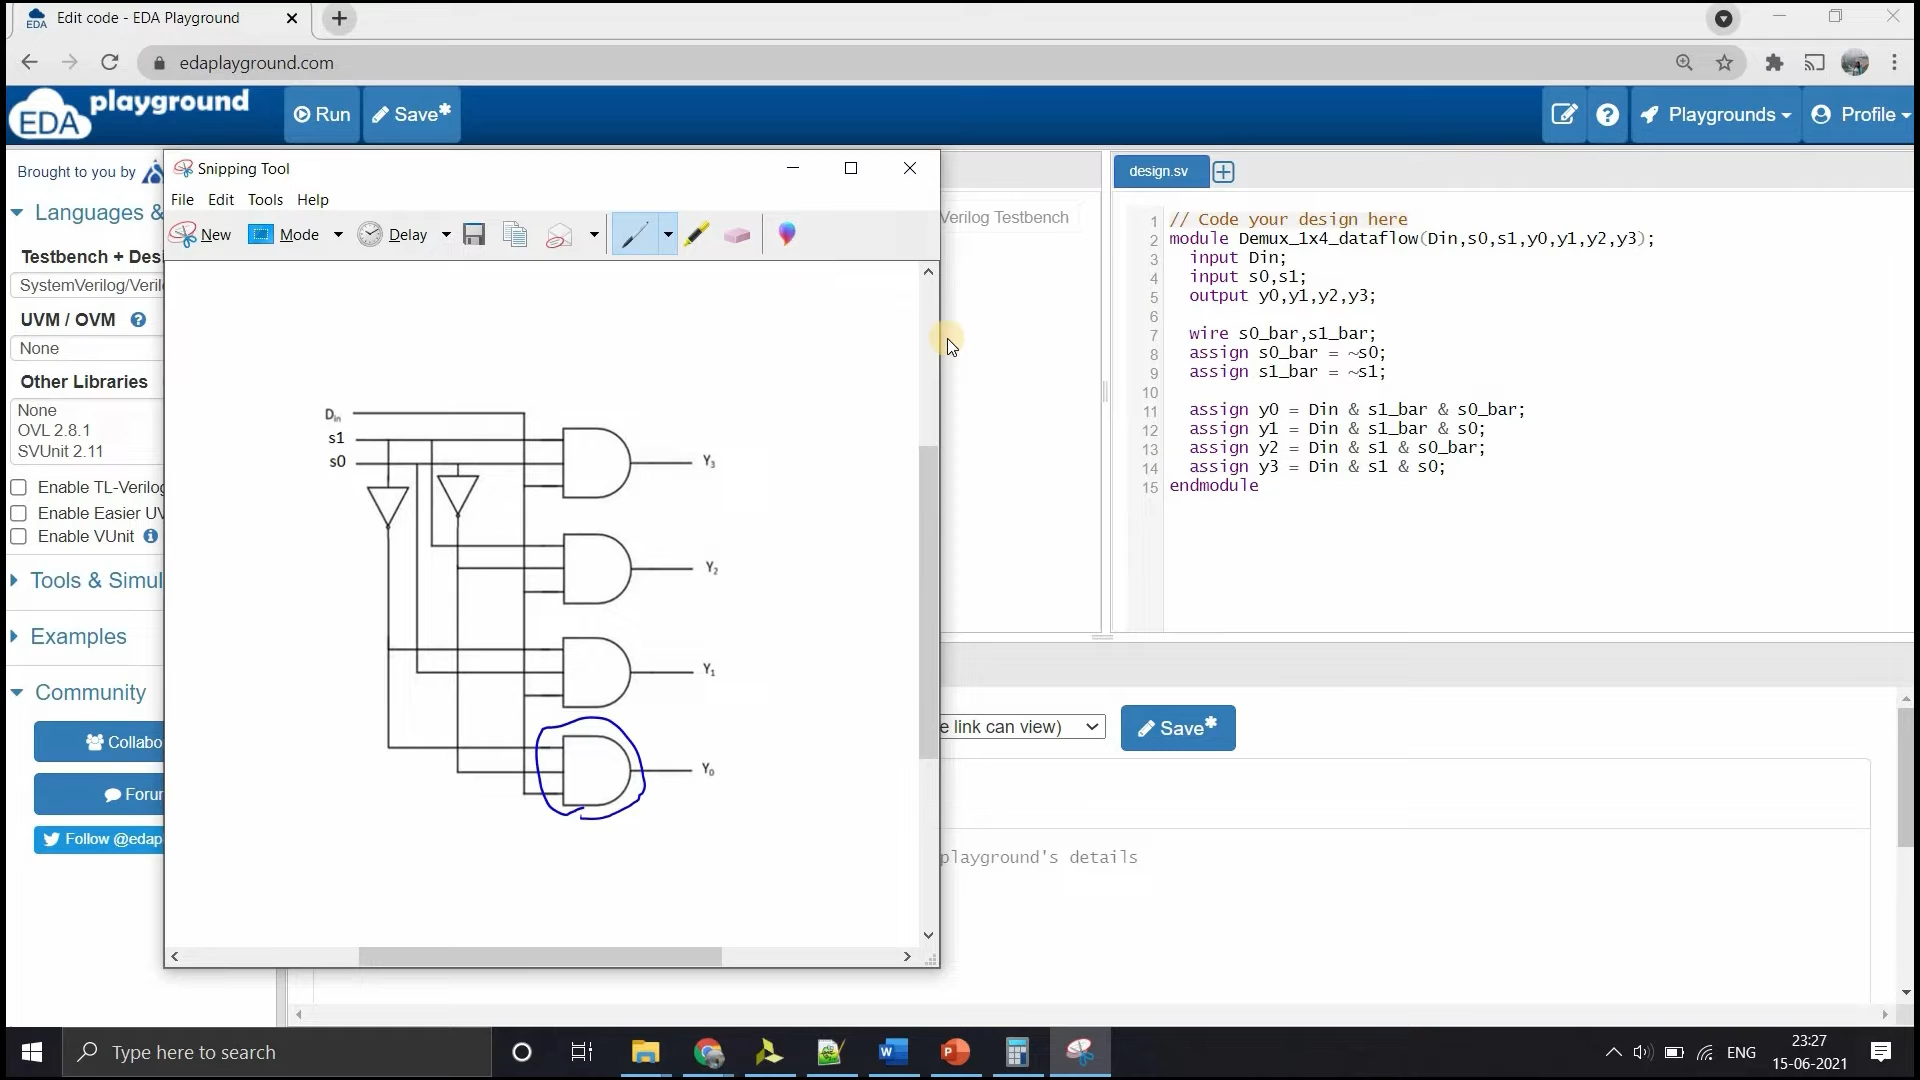 Edit code - EDA Playground
edaplayground.com
EDA playground
Run
Save*
Playgrounds
Profile
Brought to you by
Languages &
Testbench + Desi
SystemVerilog/Veril
UVM / OVM
None
Other Libraries
None
OVL 2.8.1
SVUnit 2.11
Enable TL-Verilog
Enable Easier UV
Enable VUnit
Tools & Simul
Examples
Community
Collabo
Forur
Follow @edap
Snipping Tool
File Edit Tools Help
New Mode Delay
Din
s1
s0
Y3
Y2
Y1
Y0
Verilog Testbench
design.sv
1 // Code your design here
2 module Demux_1x4_dataflow(Din,s0,s1,y0,y1,y2,y3);
3 input Din;
4 input s0,s1;
5 output y0,y1,y2,y3;
6
7 wire s0_bar,s1_bar;
8 assign s0_bar = ~s0;
9 assign s1_bar = ~s1;
10
11 assign y0 = Din & s1_bar & s0_bar;
12 assign y1 = Din & s1_bar & s0;
13 assign y2 = Din & s1 & s0_bar;
14 assign y3 = Din & s1 & s0;
15 endmodule
e link can view)
Save*
playground's details
Type here to search
ENG
23:27
15-06-2021